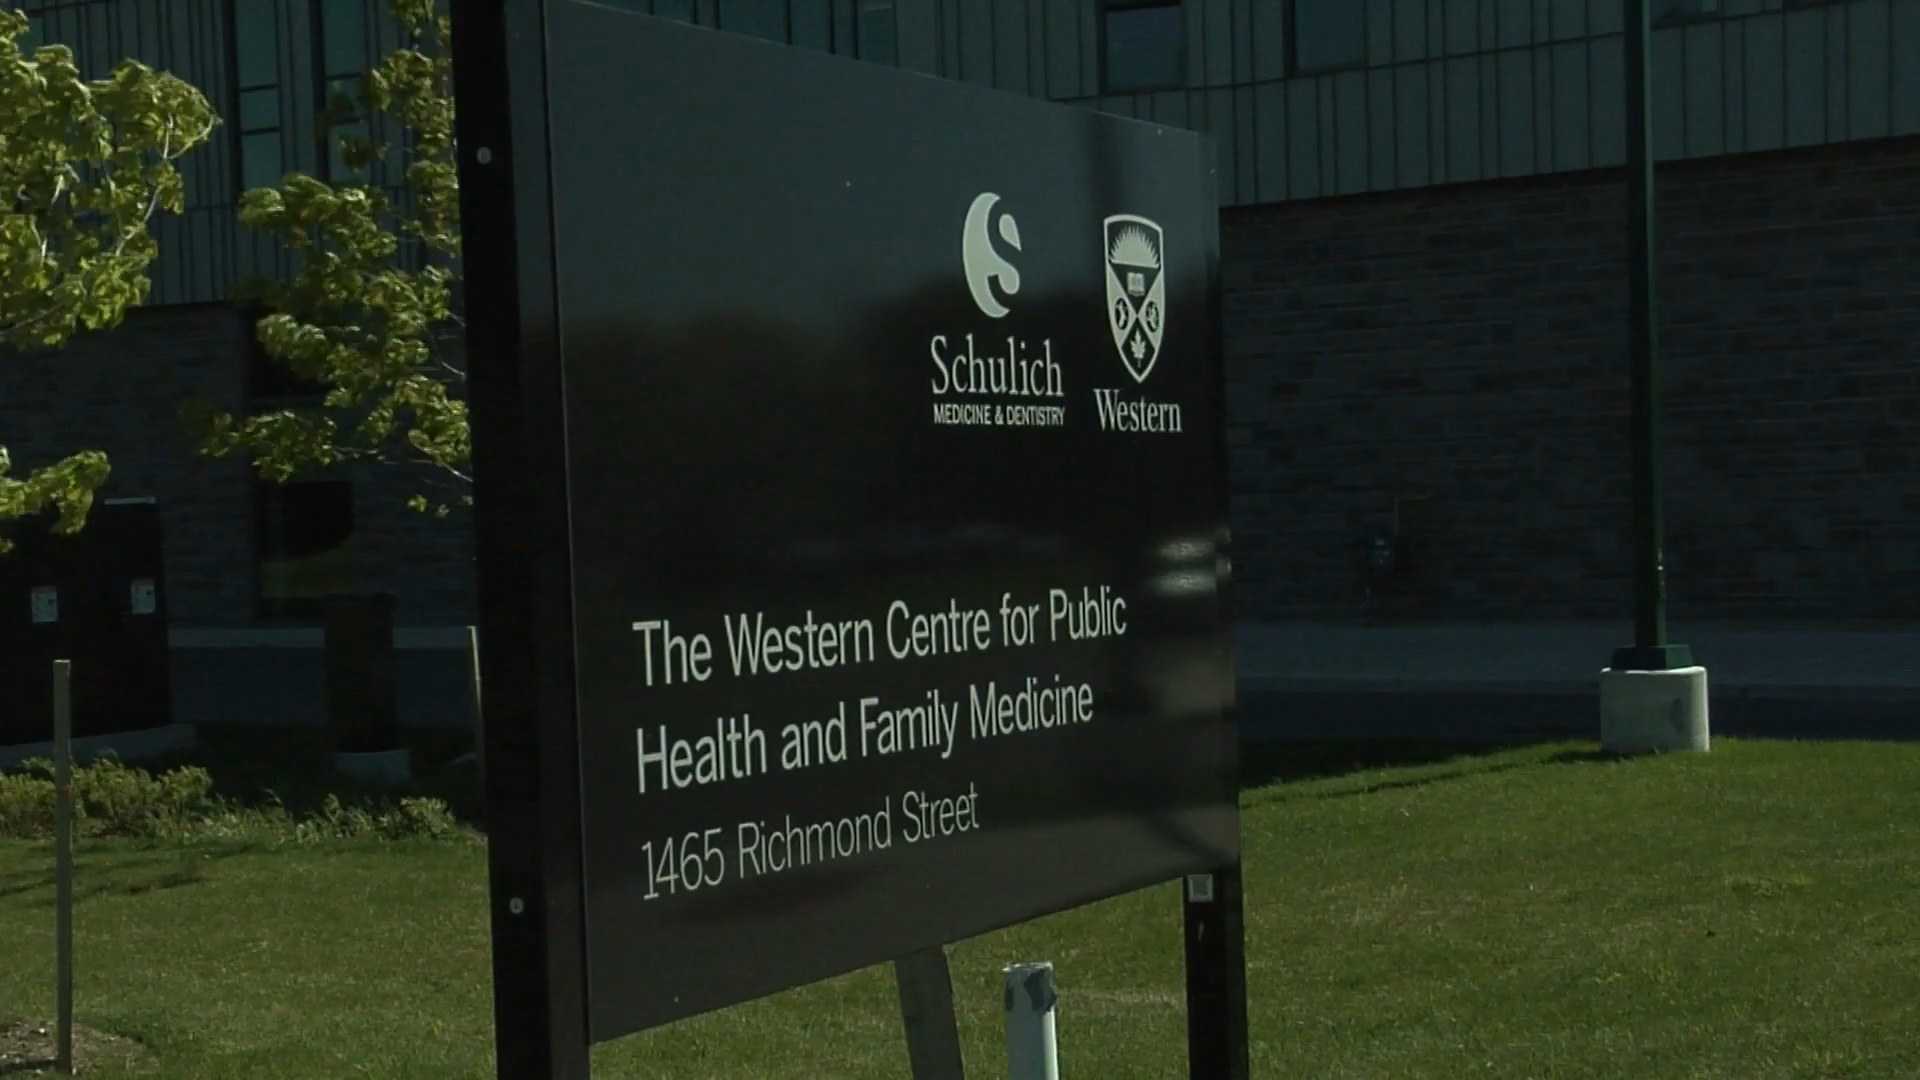 Schulich
MEDICINE & DENTISTRY
Western
The Western Centre for Public
Health and Family Medicine
1465 Richmond Street